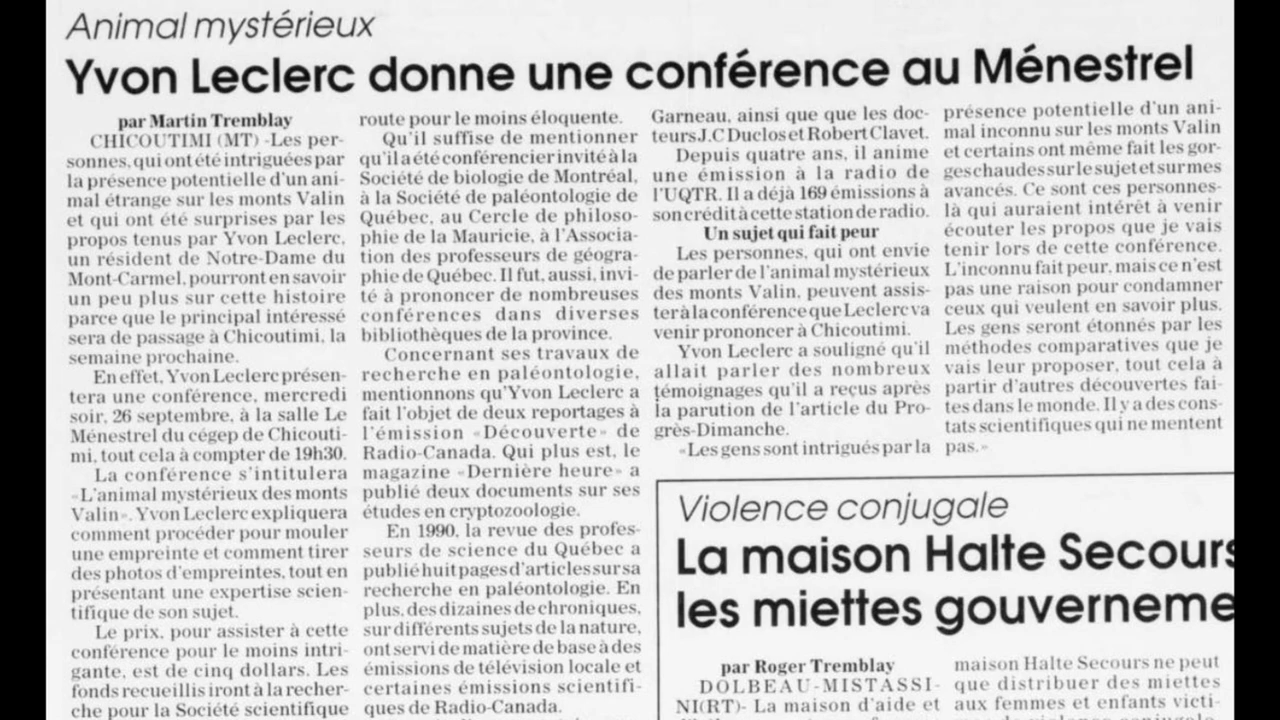 Animal mystérieux
Yvon Leclerc donne une conférence au Ménestrel
par Martin Tremblay
CHICOUTIMI (MT) -Les per-
sonnes, qui ont été intriguées par
la présence potentielle d'un ani-
mal étrange sur les monts Valin
et qui ont été surprises par les
propos tenus par Yvon Leclerc,
un résident de Notre-Dame du
Mont-Carmel, pourront en savoir
un peu plus sur cette histoire
parce que le principal intéressé
sera de passage à Chicoutimi, la
semaine prochaine.
En effet, Yvon Leclerc présen-
tera une conférence, mercredi
soir, 26 septembre, à la salle Le
Ménestrel du cégep de Chicouti-
mi, tout cela à compter de 19h30.
La conférence s'intitulera
«L'animal mystérieux des monts
Valin». Yvon Leclerc expliquera
comment procéder pour mouler
une empreinte et comment tirer
des photos d'empreintes, tout en
présentant une expertise scien-
tifique de son sujet.
Le prix, pour assister à cette
conférence pour le moins intri-
gante, est de cinq dollars. Les
fonds recueillis iront à la recher-
che pour la Société scientifique
route pour le moins éloquente.
Qu'il suffise de mentionner
qu'il a été conférencier invité à la
Société de biologie de Montréal,
à la Société de paléontologie de
Québec, au Cercle de philoso-
phie de la Mauricie, à l'Associa-
tion des professeurs de géogra-
phie de Québec. Il fut, aussi, invi-
té à prononcer de nombreuses
conférences dans diverses
bibliothèques de la province.
Concernant ses travaux de
recherche en paléontologie,
mentionnons qu'Yvon Leclerc a
fait l'objet de deux reportages à
l'émission «Découverte» de
Radio-Canada. Qui plus est, le
magazine «Dernière heure» a
publié deux documents sur ses
études en cryptozoologie.
En 1990, la revue des profes-
seurs de science du Québec a
publié huit pages d'articles sur sa
recherche en paléontologie. En
plus, des dizaines de chroniques,
sur différents sujets de la nature,
ont servi de matière de base à des
émissions de télévision locale et
certaines émissions scientifi-
ques de Radio-Canada.
Garneau, ainsi que que les doc-
teurs J.C Duclos et Robert Clavet.
Depuis quatre ans, il anime
une émission à la radio de
l'UQTR. Il a déjà 169 émissions à
son crédit à cette station de radio.
Un sujet qui fait peur
Les personnes, qui ont envie
de parler de l'animal mystérieux
des monts Valin, peuvent assis-
ter à la conférence que Leclerc va
venir prononcer à Chicoutimi.
Yvon Leclerc a souligné qu'il
allait parler des nombreux
témoignages qu'il a reçus après
la parution de l'article du Pro-
grès-Dimanche.
«Les gens sont intrigués par la
présence potentielle d'un ani-
mal inconnu sur les monts Valin
et certains ont même fait les gor-
ges chaudes sur le sujet et sur mes
avancés. Ce sont ces personnes-
là qui auraient intérêt à venir
écouter les propos que je vais
tenir lors de cette conférence.
L'inconnu fait peur, mais ce n'est
pas une raison pour condamner
ceux qui veulent en savoir plus.
Les gens seront étonnés par les
méthodes comparatives que je
vais leur proposer, tout cela à
partir d'autres découvertes fai-
tes dans le monde. Il y a des cons-
tats scientifiques qui ne mentent
pas.»
Violence conjugale
La maison Halte Secours
les miettes gouverneme
par Roger Tremblay
DOLBEAU-MISTASSI-
NI(RT)- La maison d'aide et
maison Halte Secours ne peut
que distribuer des miettes
aux femmes et enfants victi-